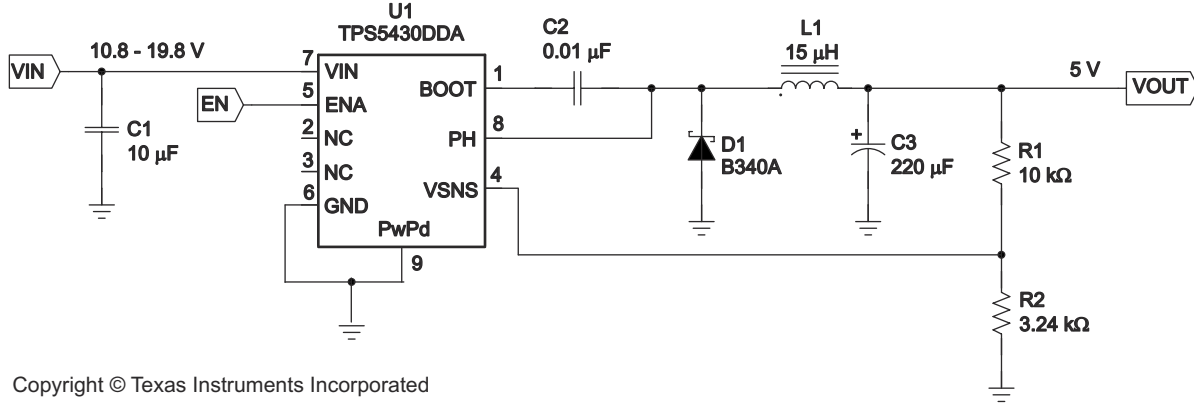 U1
TPS5430DDA
VIN
10.8 - 19.8 V
C1
10 μF
EN
7
VIN
5
ENA
2
NC
3
NC
6
GND
PwPd
9
BOOT
1
PH
8
VSNS
4
C2
0.01 μF
D1
B340A
L1
15 μH
+
C3
220 μF
5 V
VOUT
R1
10 kΩ
R2
3.24 kΩ
Copyright © Texas Instruments Incorporated